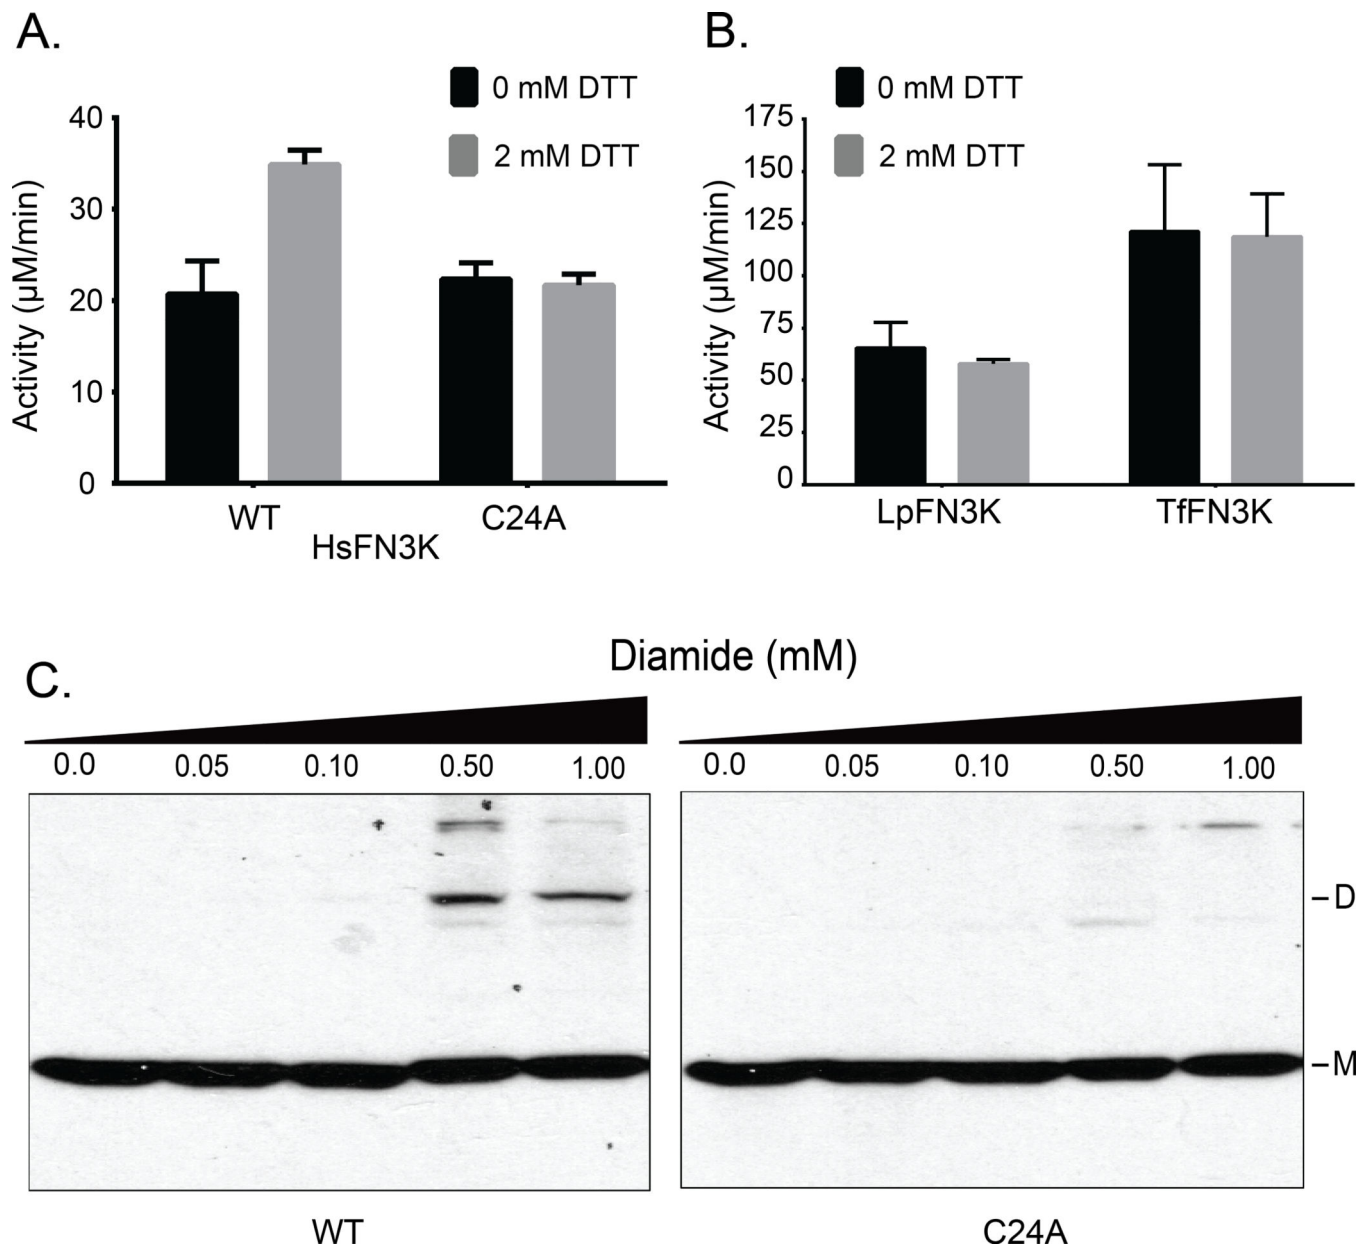 A.
0 mM DTT
2 mM DTT
40
30
20
10
0
Activity (µM/min)
WT
C24A
HsFN3K
B.
0 mM DTT
2 mM DTT
175
150
125
100
75
50
25
0
Activity (µM/min)
LpFN3K
TfFN3K
C.
Diamide (mM)
0.0 0.05 0.10 0.50 1.00
0.0 0.05 0.10 0.50 1.00
–D
–M
WT
C24A